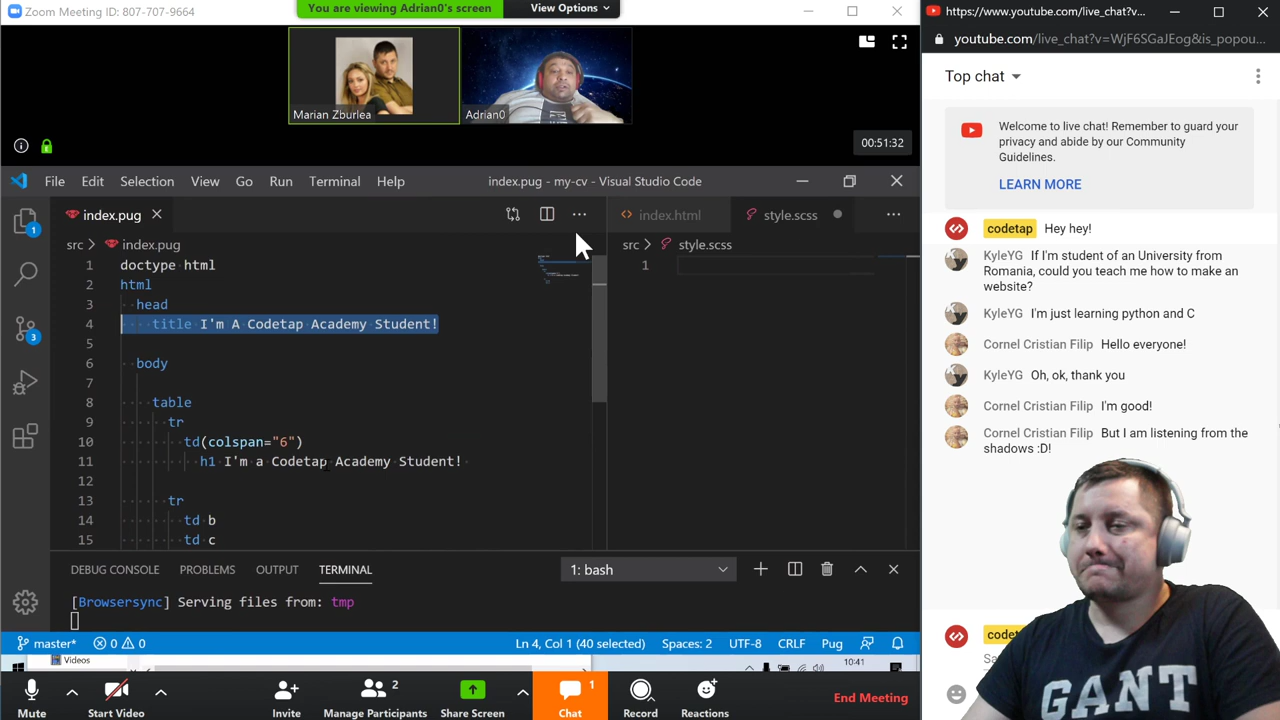 Zoom Meeting ID: 807-707-9664
You are viewing Adrian0's screen
View Options
Marian Zburlea
Adrian0
00:51:32
File Edit Selection View Go Run Terminal Help
index.pug - my-cv - Visual Studio Code
index.pug
index.html
style.scss
src > index.pug
src > style.scss
1 doctype html
2 html
3 head
4 title I'm A Codetap Academy Student!
5
6 body
7
8 table
9 tr
10 td(colspan="6")
11 h1 I'm a Codetap Academy Student!
12
13 tr
14 td b
15 td c
1
1
3
DEBUG CONSOLE PROBLEMS OUTPUT TERMINAL
1: bash
[Browsersync] Serving files from: tmp
master* 0 0
Ln 4, Col 1 (40 selected) Spaces: 2 UTF-8 CRLF Pug
Videos
10:41
Mute
Start Video
Invite
2
Manage Participants
Share Screen
1
Chat
Record
Reactions
End Meeting
https://www.youtube.com/live_chat?v...
youtube.com/live_chat?v=WjF6SGaJEog&is_popou...
Top chat
Welcome to live chat! Remember to guard your
privacy and abide by our Community
Guidelines.
LEARN MORE
codetap Hey hey!
KyleYG If I'm student of an University from
Romania, could you teach me how to make an
website?
KyleYG I'm just learning python and C
Cornel Cristian Filip Hello everyone!
KyleYG Oh, ok, thank you
Cornel Cristian Filip I'm good!
Cornel Cristian Filip But I am listening from the
shadows :D!
GANT